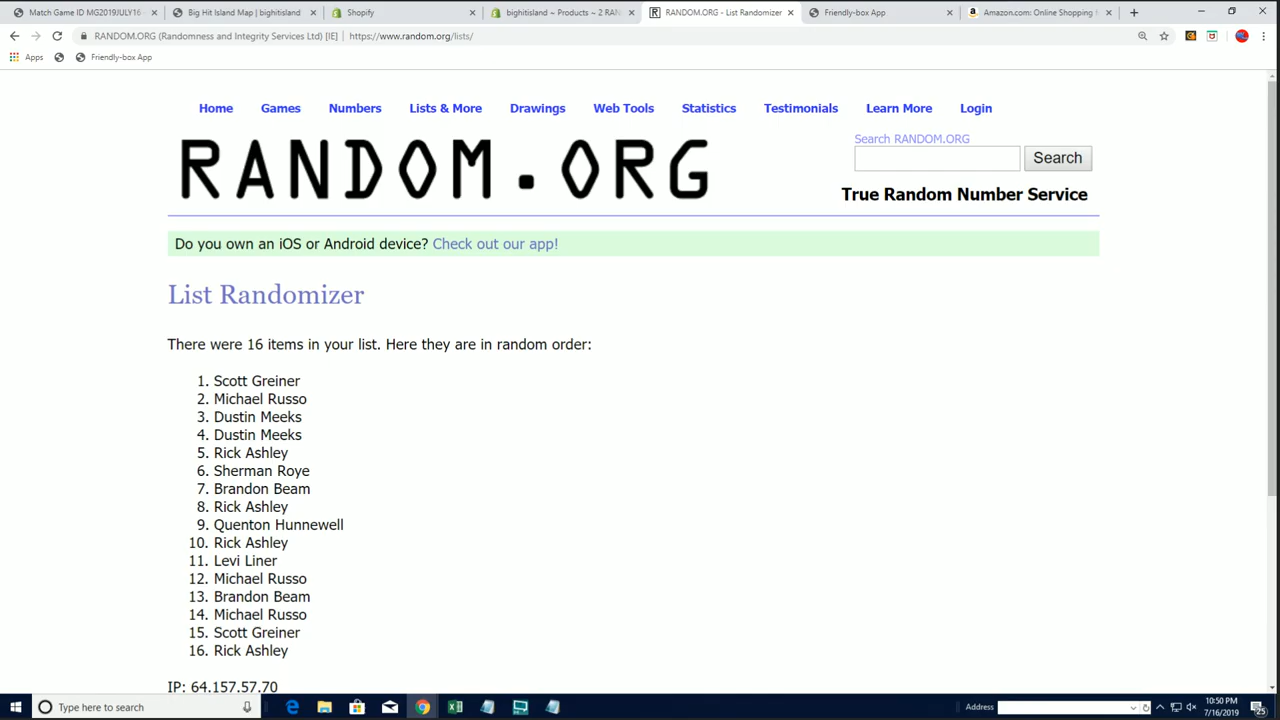 Match Game ID MG2019JULY16
Big Hit Island Map | bighitisland
Shopify
bighitisland ~ Products ~ 2 RAN
RANDOM.ORG - List Randomizer
Friendly-box App
Amazon.com: Online Shopping
RANDOM.ORG (Randomness and Integrity Services Ltd) [IE] | https://www.random.org/lists/
Apps
Friendly-box App
Home Games Numbers Lists & More Drawings Web Tools Statistics Testimonials Learn More Login
RANDOM.ORG
Search RANDOM.ORG
Search
True Random Number Service
Do you own an iOS or Android device? Check out our app!
List Randomizer
There were 16 items in your list. Here they are in random order:
1. Scott Greiner
2. Michael Russo
3. Dustin Meeks
4. Dustin Meeks
5. Rick Ashley
6. Sherman Roye
7. Brandon Beam
8. Rick Ashley
9. Quenton Hunnewell
10. Rick Ashley
11. Levi Liner
12. Michael Russo
13. Brandon Beam
14. Michael Russo
15. Scott Greiner
16. Rick Ashley
IP: 64.157.57.70
Type here to search
Address
10:50 PM
7/16/2019
25